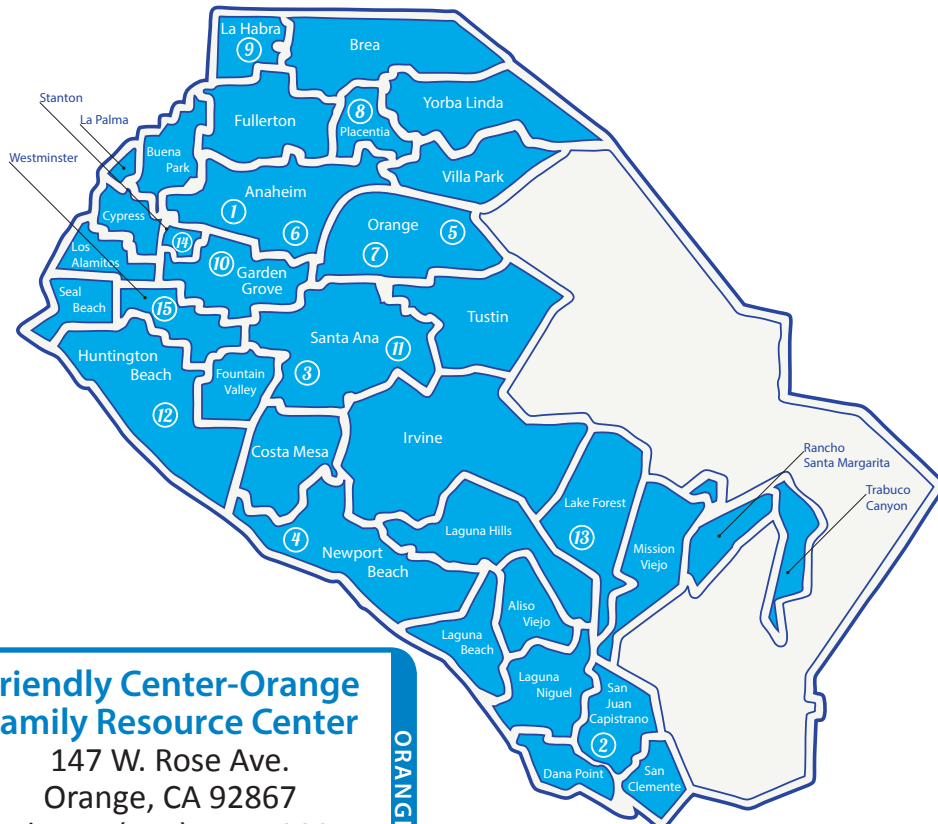 La Habra
9
Brea
Stanton
La Palma
Westminster
Fullerton
8
Placentia
Yorba Linda
Buena
Park
Villa Park
Anaheim
1
6
Cypress
Orange
5
7
14
Los
Alamitos
10
Garden
Grove
Seal
Beach
15
Tustin
Santa Ana
11
3
Huntington
Beach
12
Fountain
Valley
Irvine
Costa Mesa
Rancho
Santa Margarita
Trabuco
Canyon
Lake Forest
13
Laguna Hills
4
Newport
Beach
Mission
Viejo
Aliso
Viejo
Laguna
Beach
Laguna
Niguel
San
Juan
Capistrano
2
Dana Point
San
Clemente
riendly Center-Orange
amily Resource Center
147 W. Rose Ave.
Orange, CA 92867
ORANGE